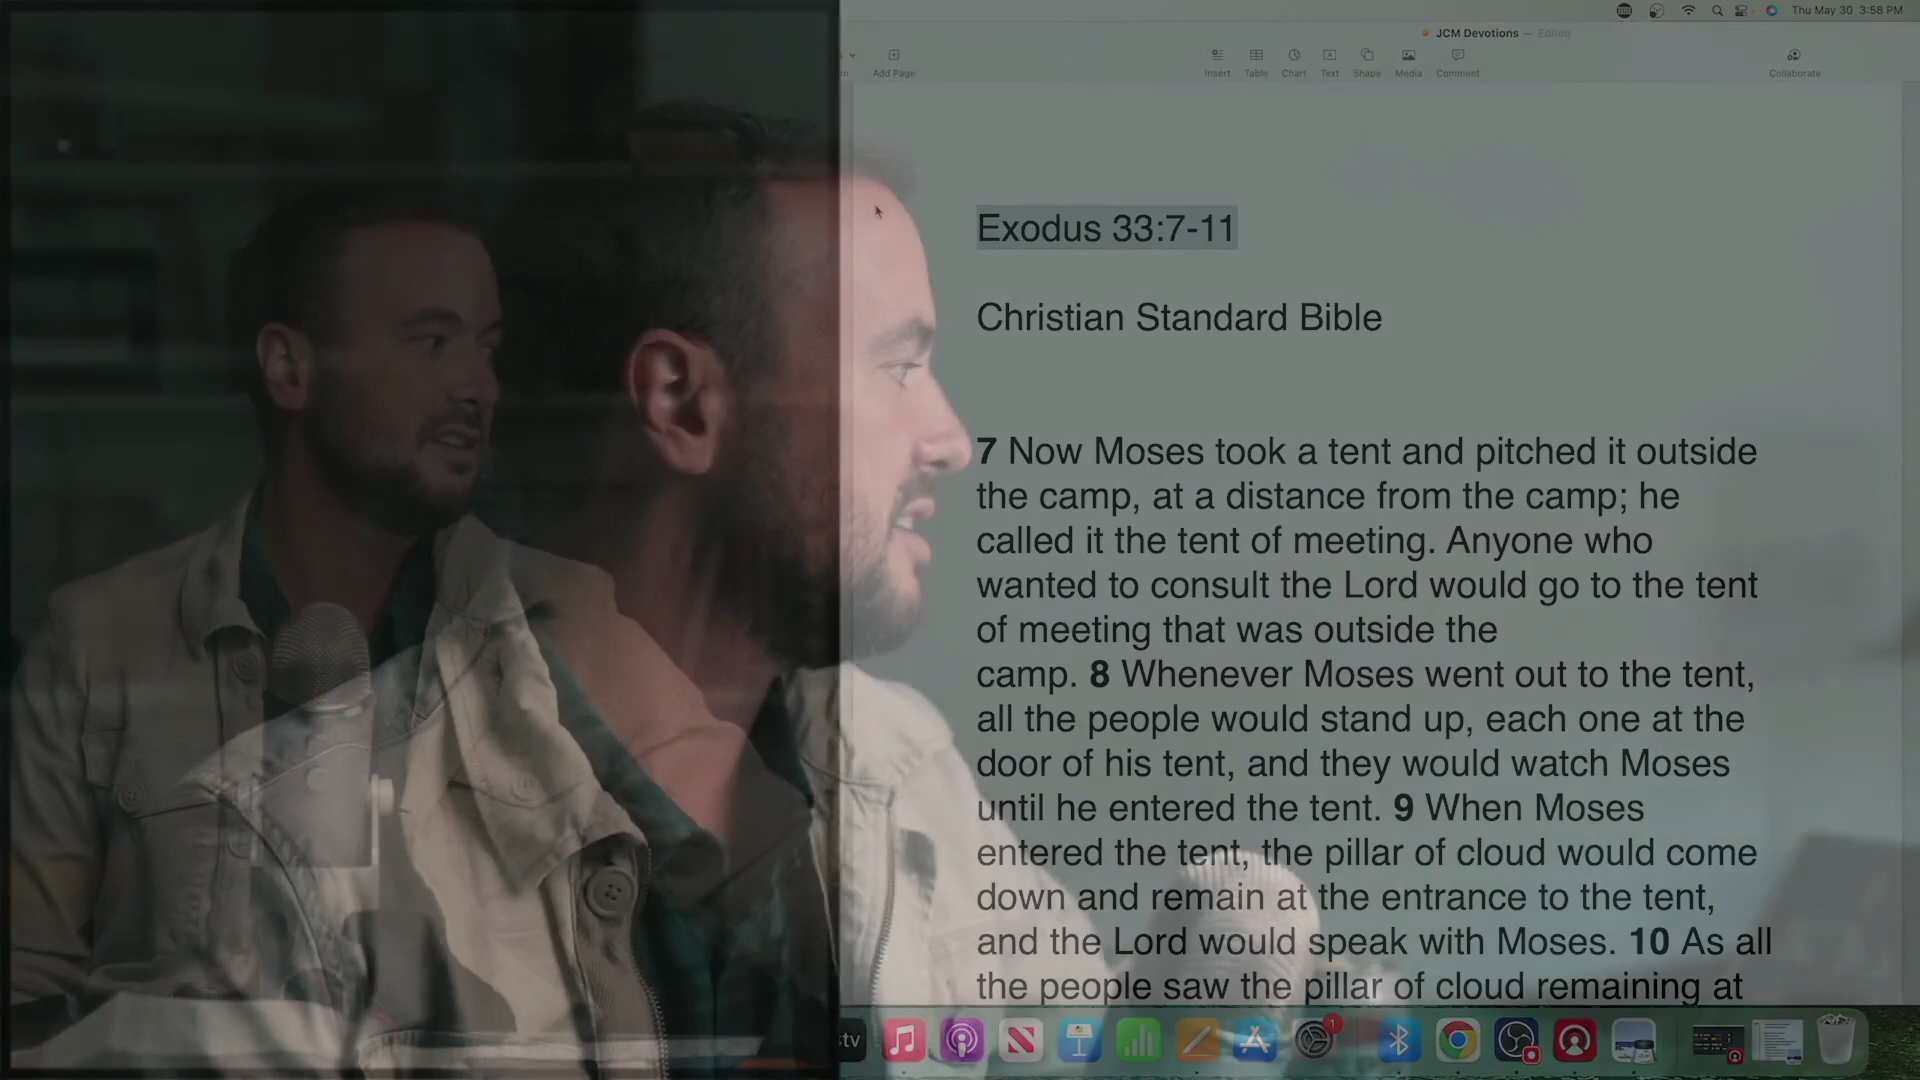 Thu May 30 3:58 PM
JCM Devotions — Edited
Add Page
Insert
Table
Chart
Text
Shape
Media
Comment
Collaborate
Exodus 33:7-11
Christian Standard Bible
7 Now Moses took a tent and pitched it outside
the camp, at a distance from the camp; he
called it the tent of meeting. Anyone who
wanted to consult the Lord would go to the tent
of meeting that was outside the
camp. 8 Whenever Moses went out to the tent,
all the people would stand up, each one at the
door of his tent, and they would watch Moses
until he entered the tent. 9 When Moses
entered the tent, the pillar of cloud would come
down and remain at the entrance to the tent,
and the Lord would speak with Moses. 10 As all
the people saw the pillar of cloud remaining at
tv
1